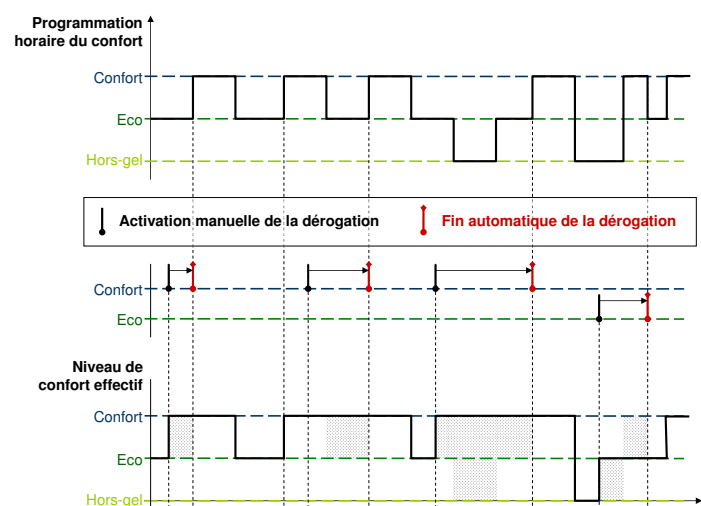 Programmation
horaire du confort
Confort
Eco
Hors-gel
Activation manuelle de la dérogation
Fin automatique de la dérogation
Confort
Eco
Niveau de
confort effectif
Confort
Eco
Hors-gel